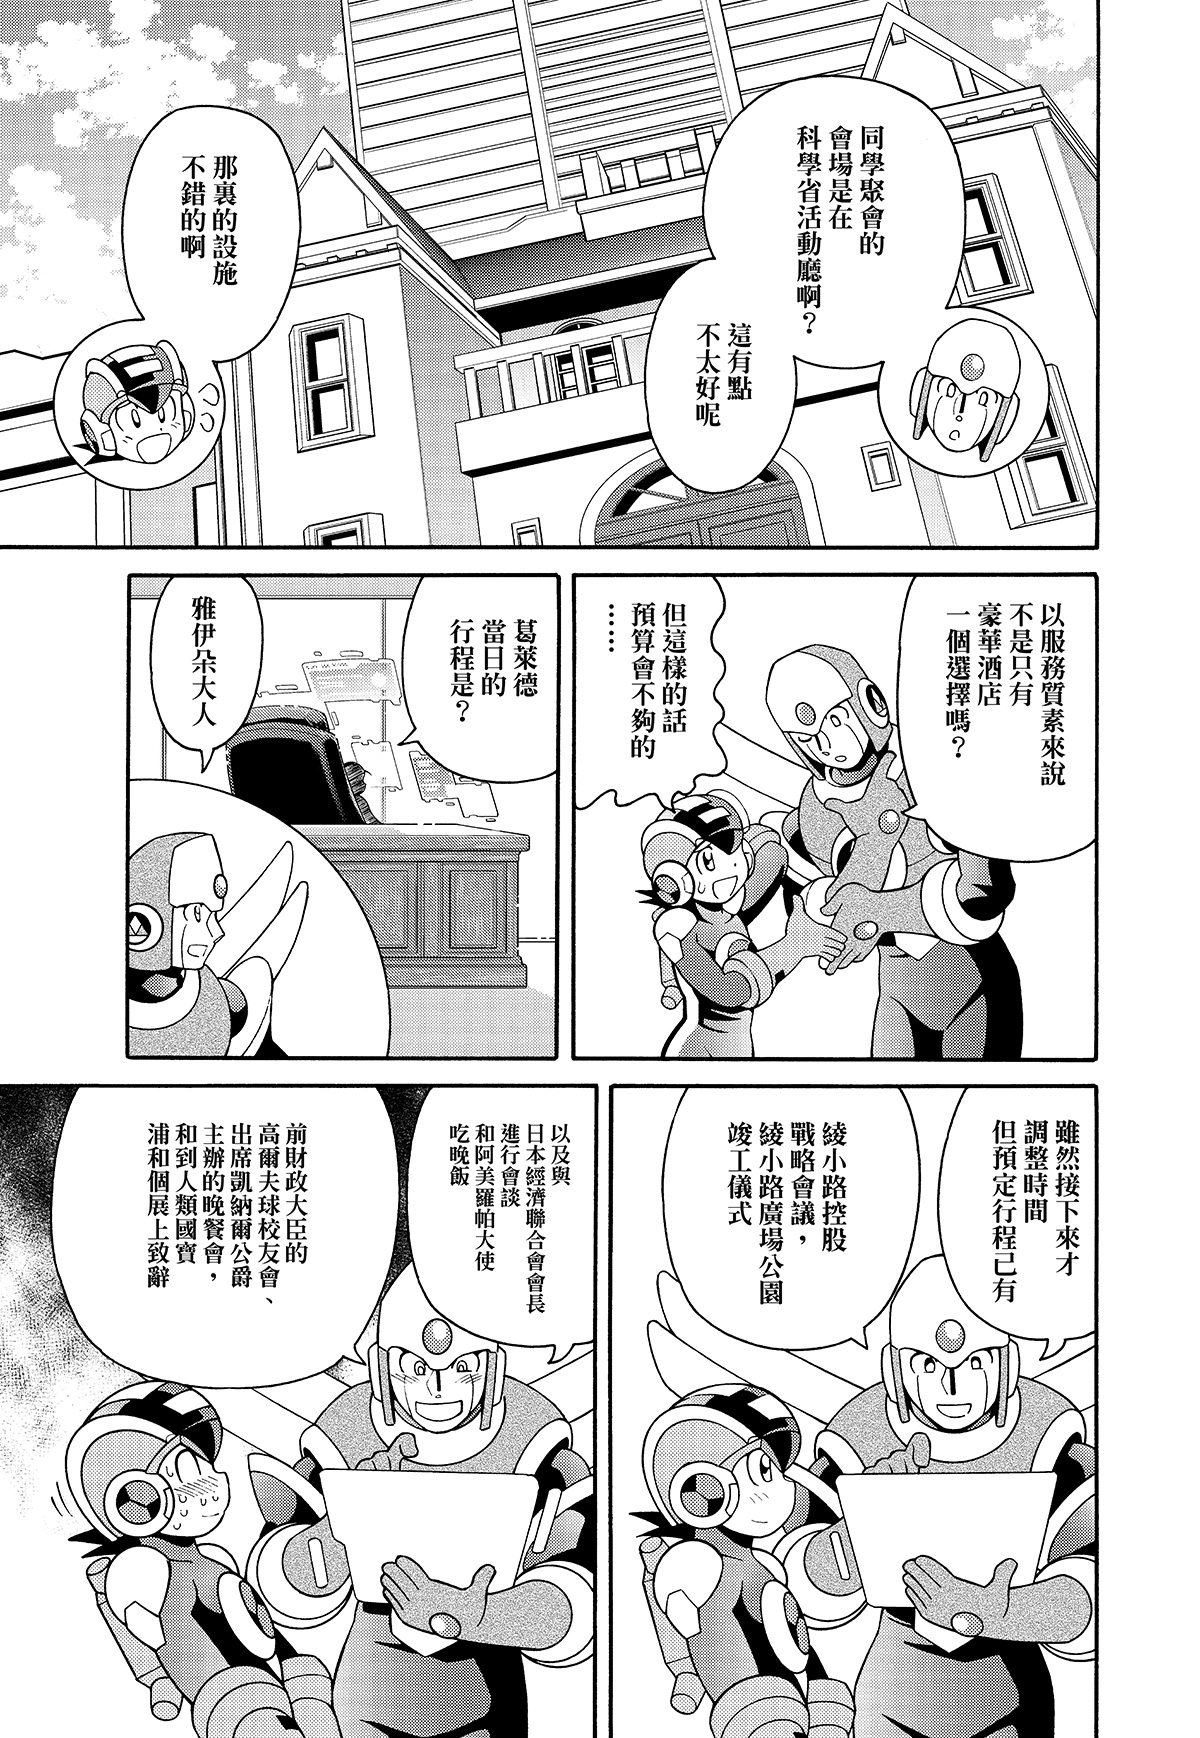 同學聚會的
會場是在
科學省活動廳啊？
這有點
不太好呢
那裏的設施
不錯的啊
以服務質素來說
不是只有
豪華酒店
一個選擇嗎？
但這樣的話
預算會不夠的
……
葛萊德
當日的
行程是？
雅伊朵大人
雖然接下來才
調整時間
但預定行程已有
綾小路控股
戰略會議，
綾小路廣場公園
竣工儀式
以及與
日本經濟聯合會會長
進行會談
和阿美羅帕大使
吃晚飯
前財政大臣的
高爾夫球校友會、
出席凱納爾公爵
主辦的晚餐會，
和到人類國寶
浦和個展上致辭